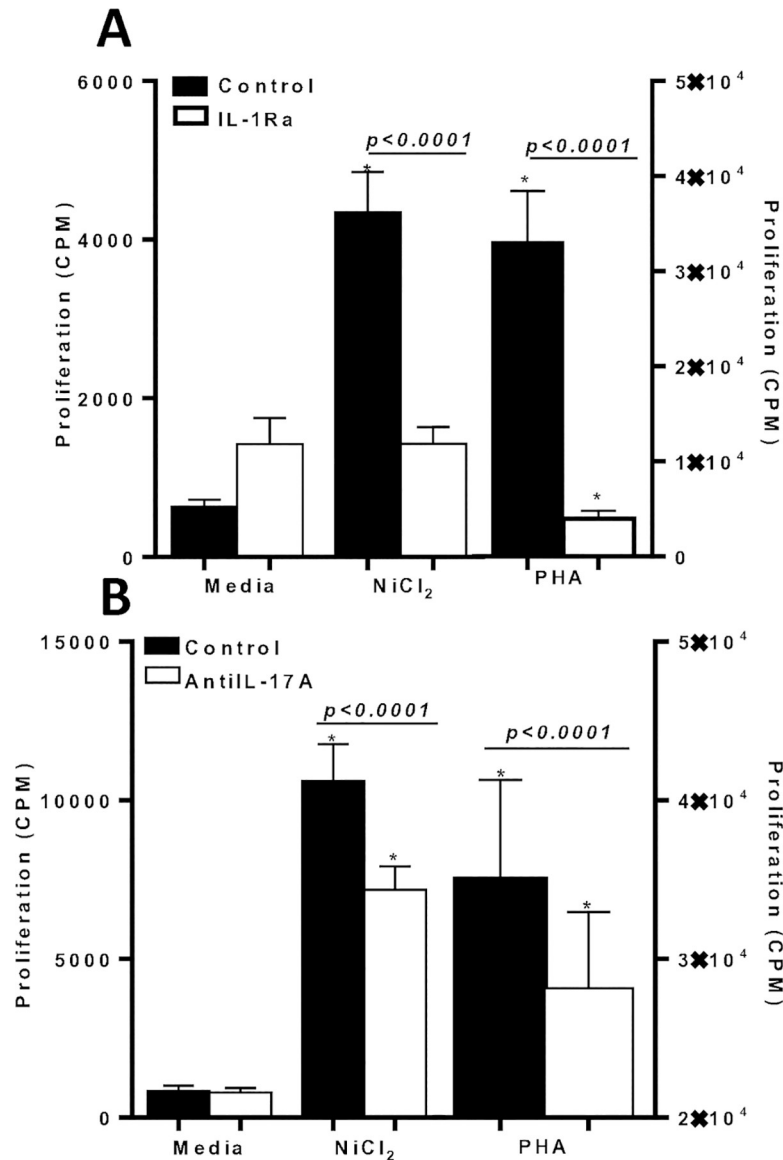 A
Control
IL-1Ra
p<0.0001
p<0.0001
*
*
*
Proliferation (CPM)
6000
4000
2000
0
5✖10⁴
4✖10⁴
3✖10⁴
2✖10⁴
1✖10⁴
0
Proliferation (CPM)
Media
NiCl₂
PHA
B
Control
AntiIL-17A
p<0.0001
p<0.0001
*
*
*
*
Proliferation (CPM)
15000
10000
5000
0
5✖10⁴
4✖10⁴
3✖10⁴
2✖10⁴
Proliferation (CPM)
Media
NiCl₂
PHA